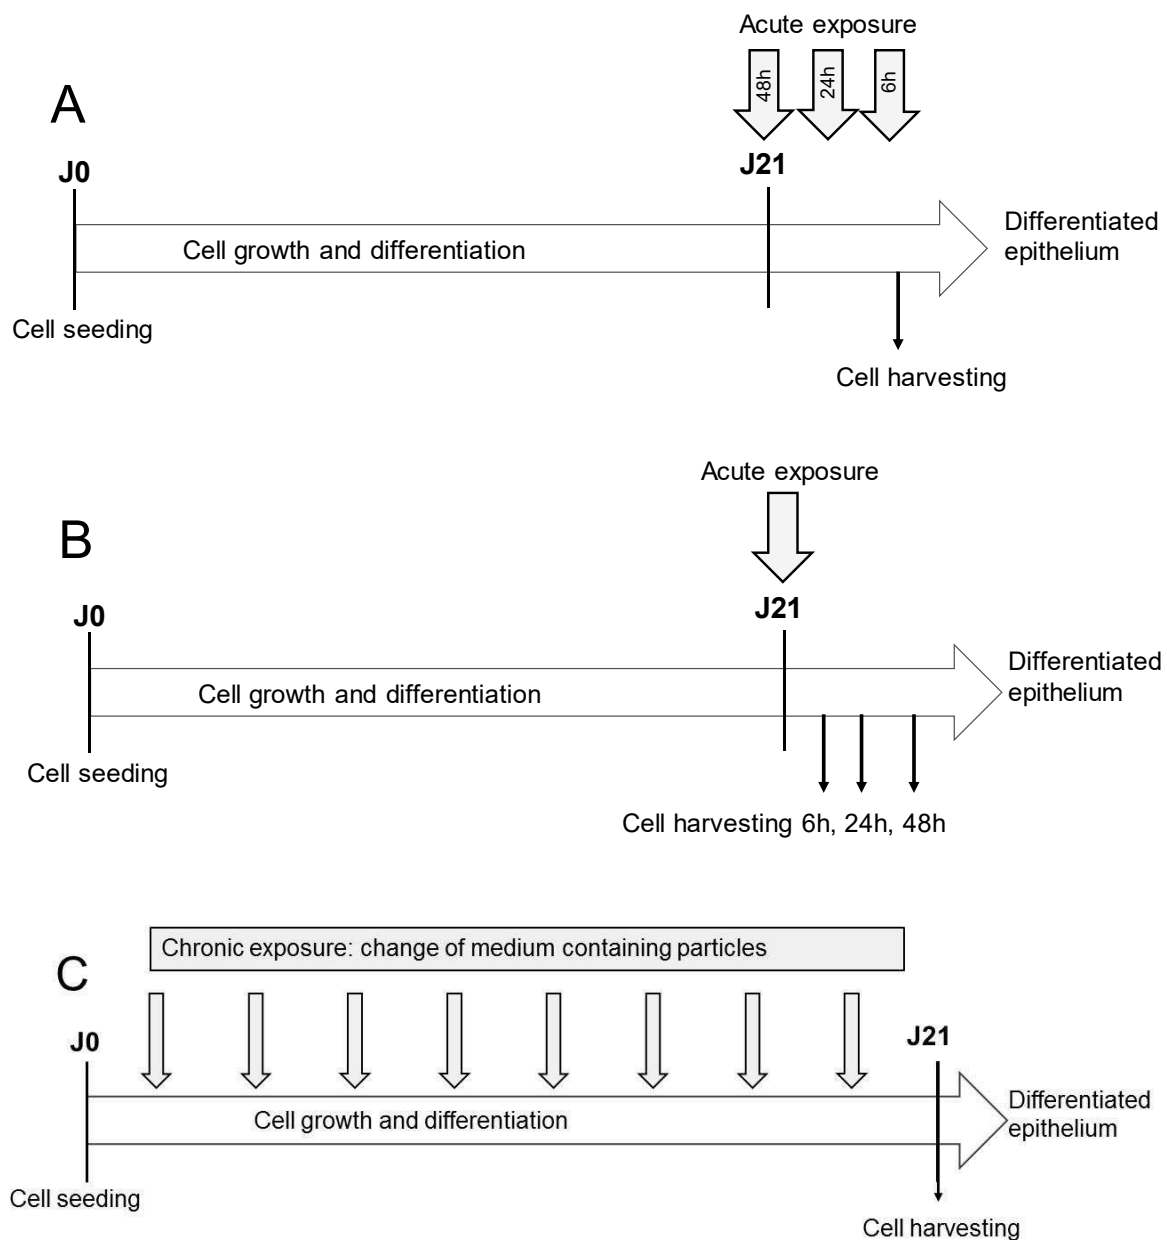 Acute exposure
48h
24h
6h
A
J0
J21
Cell growth and differentiation
Differentiated
epithelium
Cell seeding
Cell harvesting
Acute exposure
B
J0
J21
Cell growth and differentiation
Differentiated
epithelium
Cell seeding
Cell harvesting 6h, 24h, 48h
Chronic exposure: change of medium containing particles
C
J0
J21
Cell growth and differentiation
Differentiated
epithelium
Cell seeding
Cell harvesting